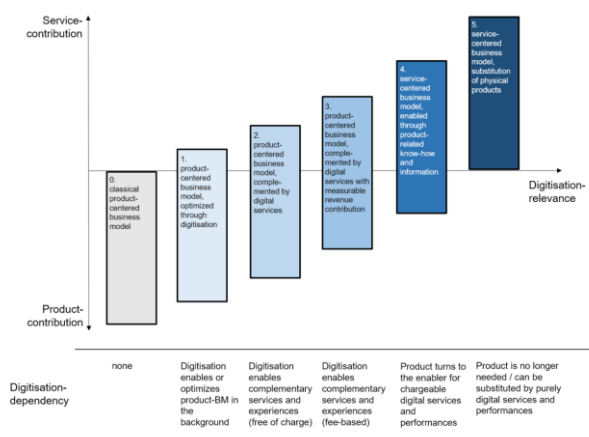 Service-
contribution
5.
service-
centered
business
model,
substitution
of physical
products
4.
service-
centered
business
model,
enabled
through
product-
related
know-how
and
information
3.
product-
centered
business
model,
comple-
mented by
digital
services with
measurable
revenue
contribution
2.
product-
centered
business
model,
comple-
mented by
digital
services
1.
product-
centered
business
model,
optimized
through
digitisation
0.
classical
product-
centered
business
model
Digitisation-
relevance
Product-
contribution
Digitisation-
dependency
none
Digitisation
enables or
optimizes
product-BM in
the
background
Digitisation
enables
complementary
services and
experiences
(free of charge)
Digitisation
enables
complementary
services and
experiences
(fee-based)
Product turns to
the enabler for
chargeable
digital services
and
performances
Product is no longer
needed / can be
substituted by purely
digital services and
performances